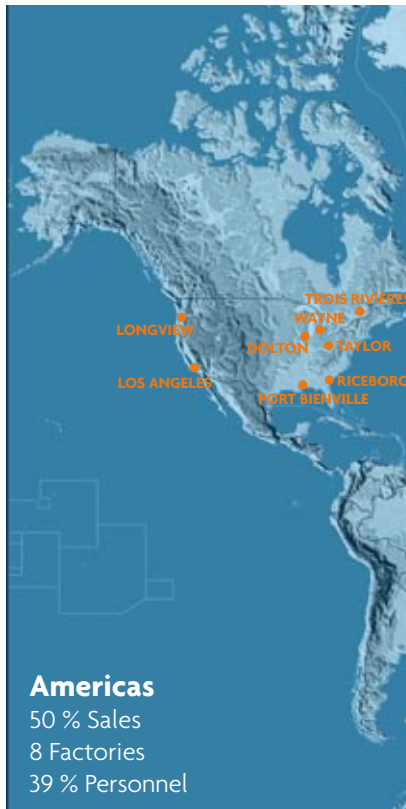 TROIS RIVIÈRES
WAYNE
LONGVIEW
DOLTON
TAYLOR
LOS ANGELES
RICEBORO
PORT BIENVILLE
Americas
50 % Sales
8 Factories
39 % Personnel